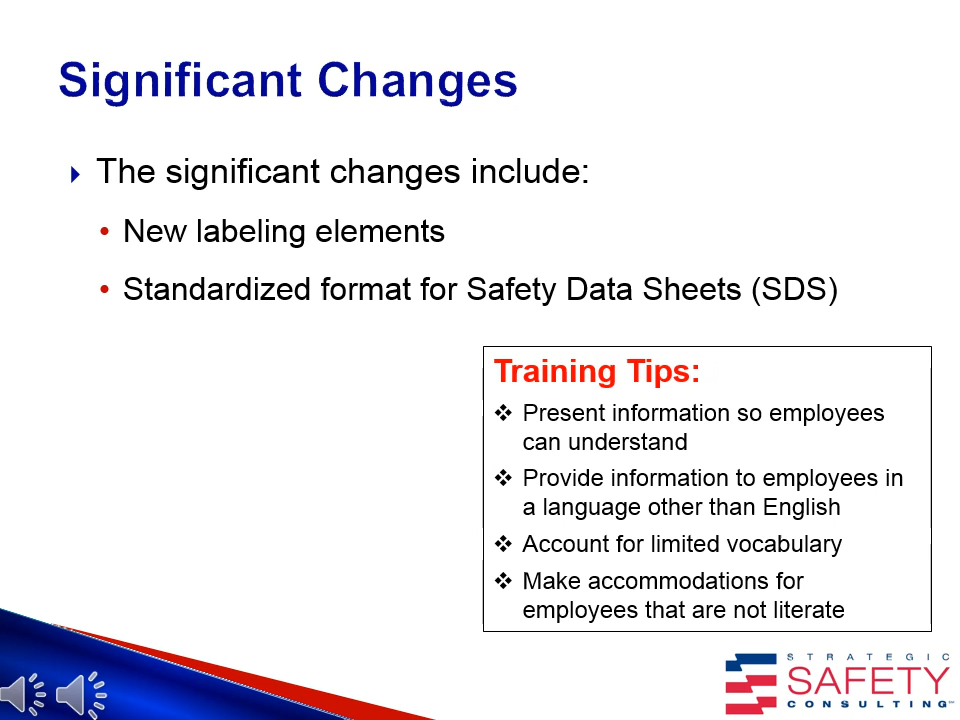 Significant Changes
The significant changes include:
• New labeling elements
• Standardized format for Safety Data Sheets (SDS)
Training Tips:
❖ Present information so employees
can understand
❖ Provide information to employees in
a language other than English
❖ Account for limited vocabulary
❖ Make accommodations for
employees that are not literate
STRATEGIC
SAFETY
CONSULTING